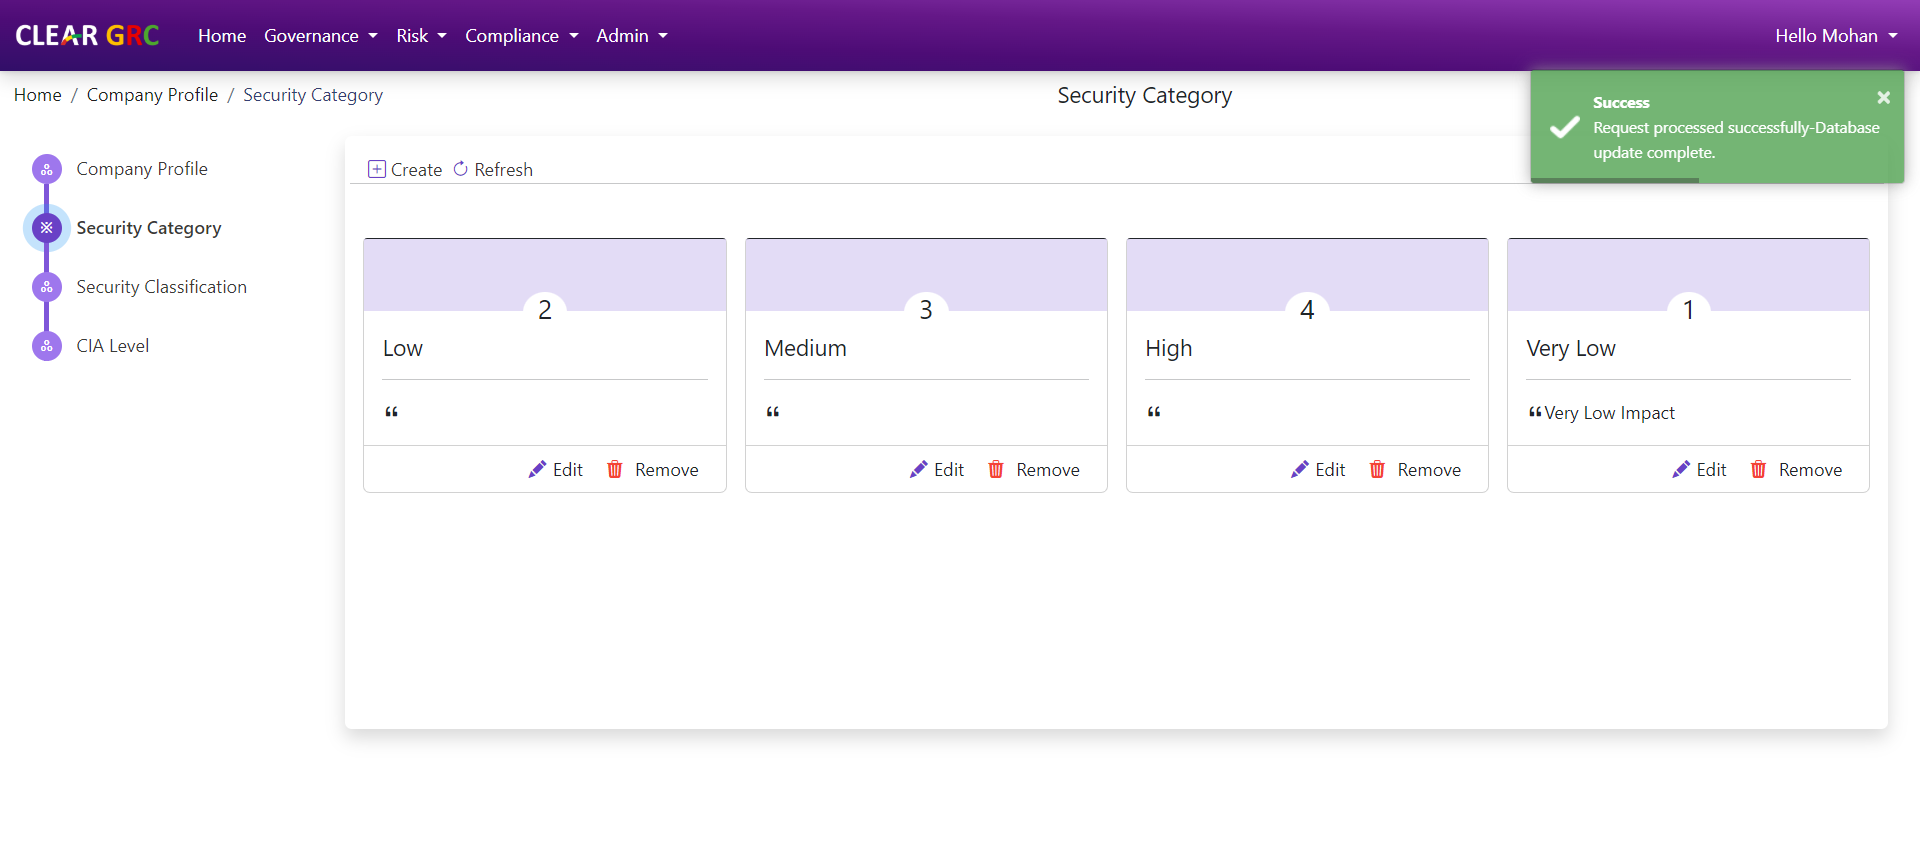 CLEAR GRC Home Governance Risk Compliance Admin Hello Mohan
Home / Company Profile / Security Category
Security Category
Success
Request processed successfully-Database
update complete.
Company Profile
Security Category
Security Classification
CIA Level
Create Refresh
2
Low
“
Edit Remove
3
Medium
“
Edit Remove
4
High
“
Edit Remove
1
Very Low
“Very Low Impact
Edit Remove